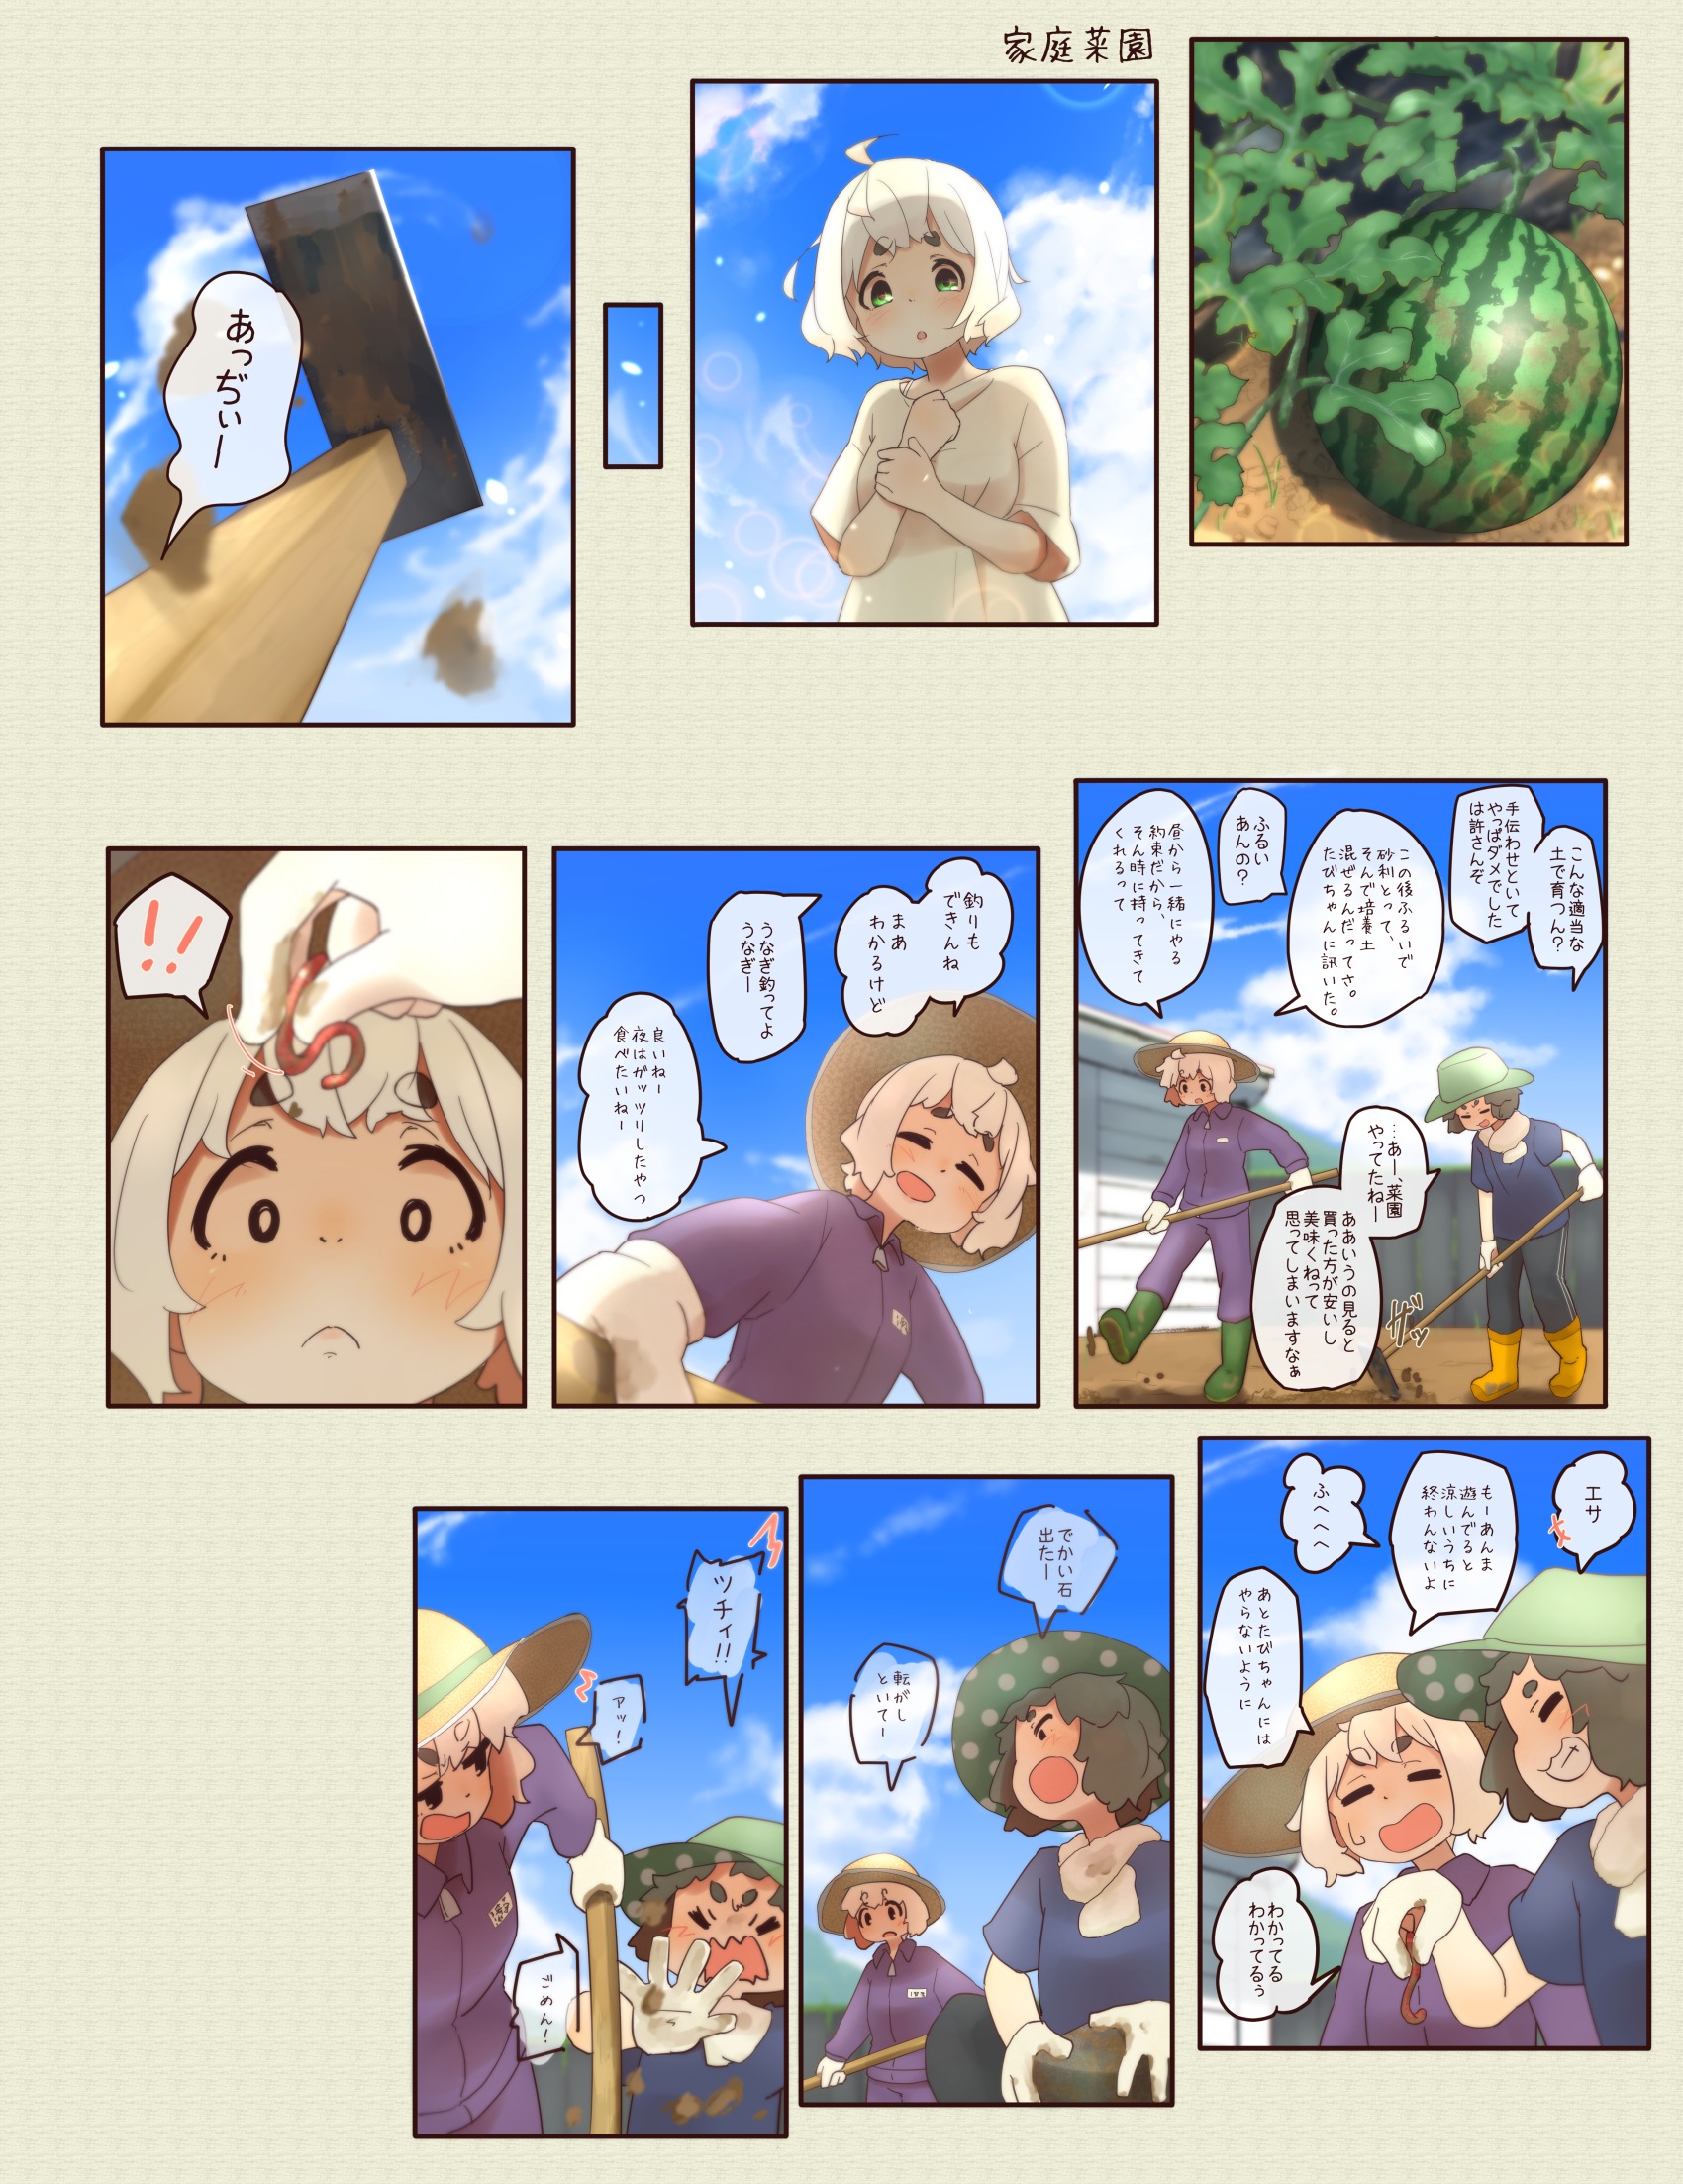 家庭菜園
あっぢぃー
こんな適当な
土で育つん?
手伝わせといて
やっぱダメでした
は許さんぞ
この後ふるいで
砂利とって、
そんで培養土
混ぜるんだってさ。
たびちゃんに訊いた。
ふるい
あんの?
昼から一緒にやる
約束だから、
そん時に持ってきて
くれるって
…あー、菜園
やってたねー
ああいうの見ると
買った方が安いし
美味くねって
思ってしまいますなぁ
ザッ
釣りも
できんね
まあ
わかるけど
うなぎ釣ってよ
うなぎー
良いねー
夜はガッツリしたやつ
食べたいねー
!!
エサ
もーあんま
遊んでると
涼しいうちに
終わんないよ
ふへへへ
あとたびちゃんには
やらないように
わかってる
わかってるぅ
でかい石
出たー
転がし
といてー
ツチィ!!
アッ!
ごめん!